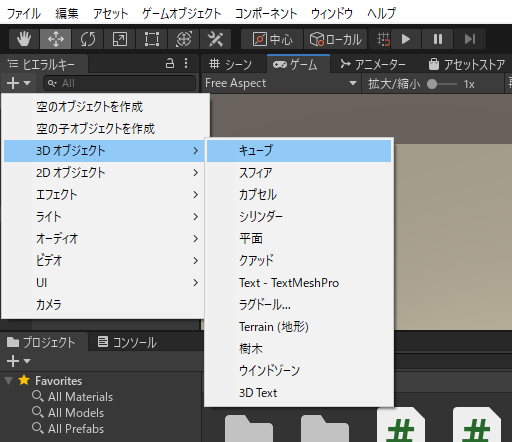 ファイル 編集 アセット ゲームオブジェクト コンポーネント ウィンドウ ヘルプ
中心 ローカル
ヒエラルキー シーン ゲーム アニメーター アセットストア
All Free Aspect 拡大/縮小 1x
空のオブジェクトを作成
空の子オブジェクトを作成
3D オブジェクト
2D オブジェクト
エフェクト
ライト
オーディオ
ビデオ
UI
カメラ
キューブ
スフィア
カプセル
シリンダー
平面
クアッド
Text - TextMeshPro
ラグドール...
Terrain (地形)
樹木
ウインドゾーン
3D Text
プロジェクト コンソール
Favorites
All Materials
All Models
All Prefabs
# #